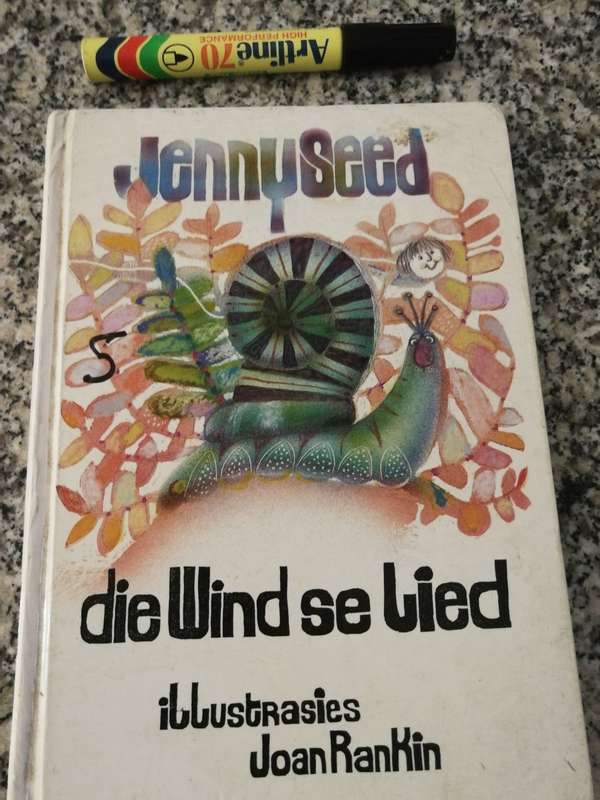 Artline® 70
HIGH PERFORMANCE
Jenny Seed
5
die Wind se Lied
illustrasies
Joan Rankin